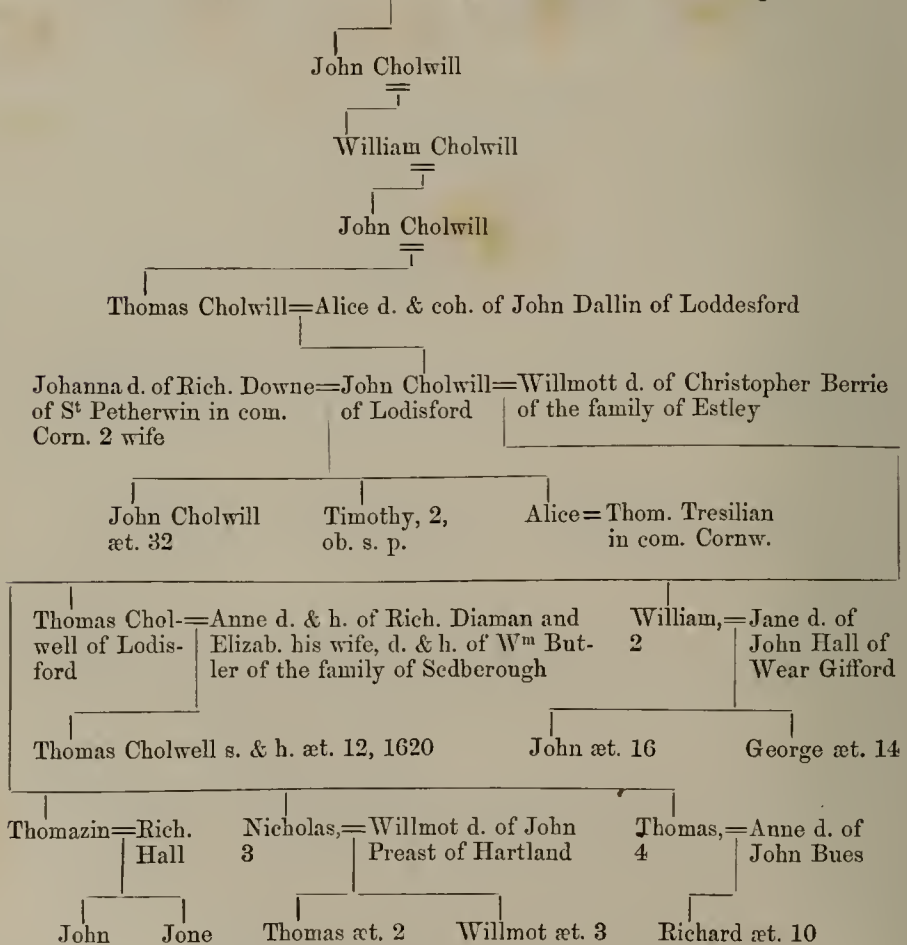 John Cholwill
William Cholwill
John Cholwill
Thomas Cholwill=Alice d. & coh. of John Dallin of Loddesford
Johanna d. of Rich. Downe=John Cholwill=Willmott d. of Christopher Berrie
of St Petherwin in com.
of Lodisford
of the family of Estley
Corn. 2 wife
John Cholwill
æt. 32
Timothy, 2,
ob. s. p.
Alice=Thom. Tresilian
in com. Cornw.
Thomas Chol-=Anne d. & h. of Rich. Diaman and
well of Lodis-
Elizab. his wife, d. & h. of Wm But-
ford
ler of the family of Sedberough
William,=Jane d. of
2
John Hall of
Wear Gifford
Thomas Cholwell s. & h. æt. 12, 1620
John æt. 16
George æt. 14
Thomazin=Rich.
Hall
Nicholas,=Willmot d. of John
3
Preast of Hartland
Thomas,=Anne d. of
4
John Bues
John
Jone
Thomas æt. 2
Willmot æt. 3
Richard æt. 10